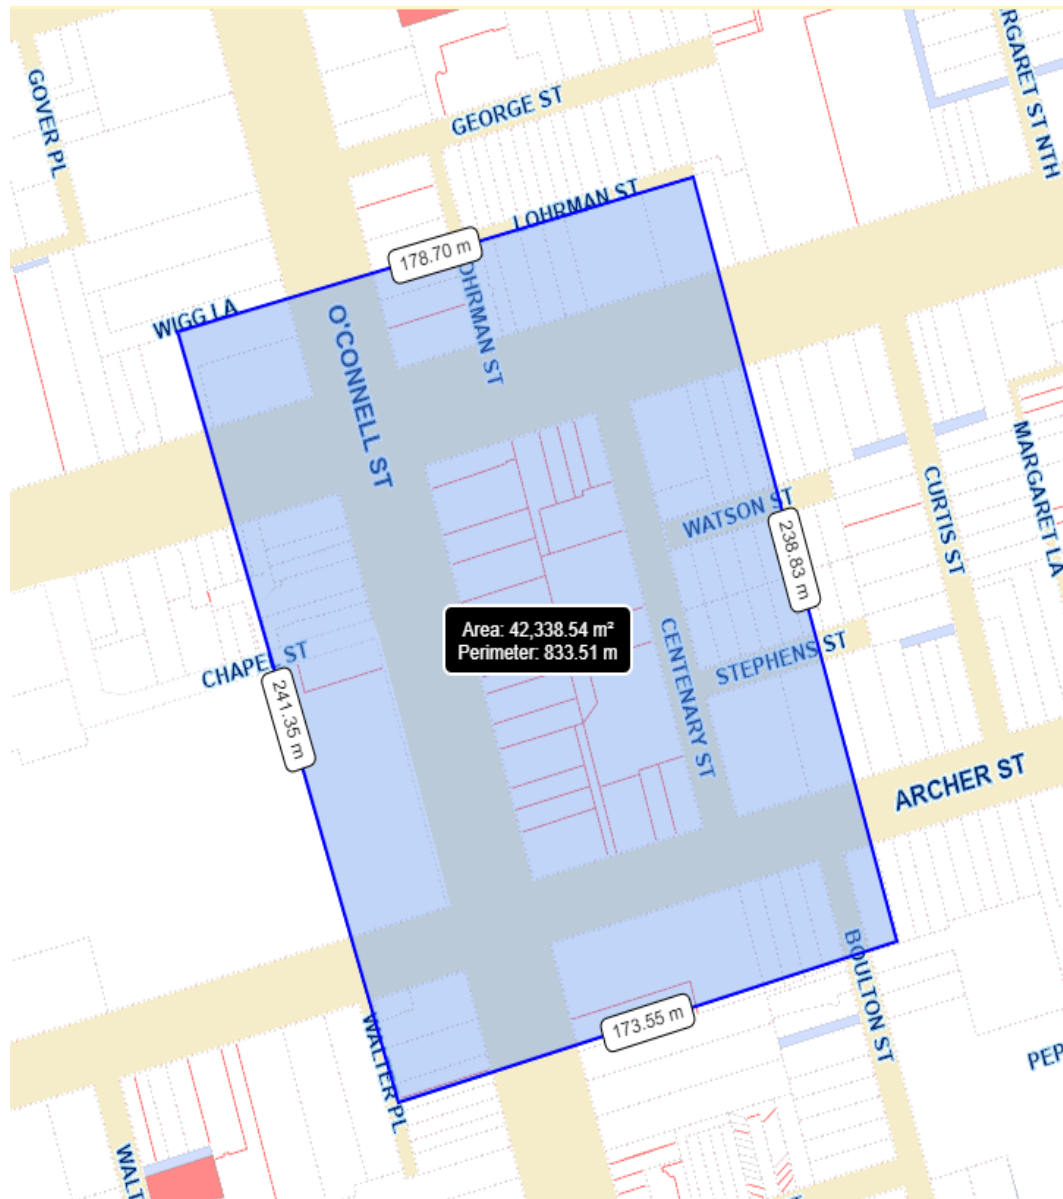 GOVER PL
GEORGE ST
RGARET ST NTH
LOHRMAN ST
178.70 m
OHRMAN ST
WIGG LA
O'CONNELL ST
MARGARET LA
CURTIS ST
WATSON ST
238.83 m
Area: 42,338.54 m²
Perimeter: 833.51 m
CENTENARY ST
STEPHENS ST
CHAPEL ST
241.35 m
ARCHER ST
BOULTON ST
173.55 m
WALTER PL
PEP
WALT